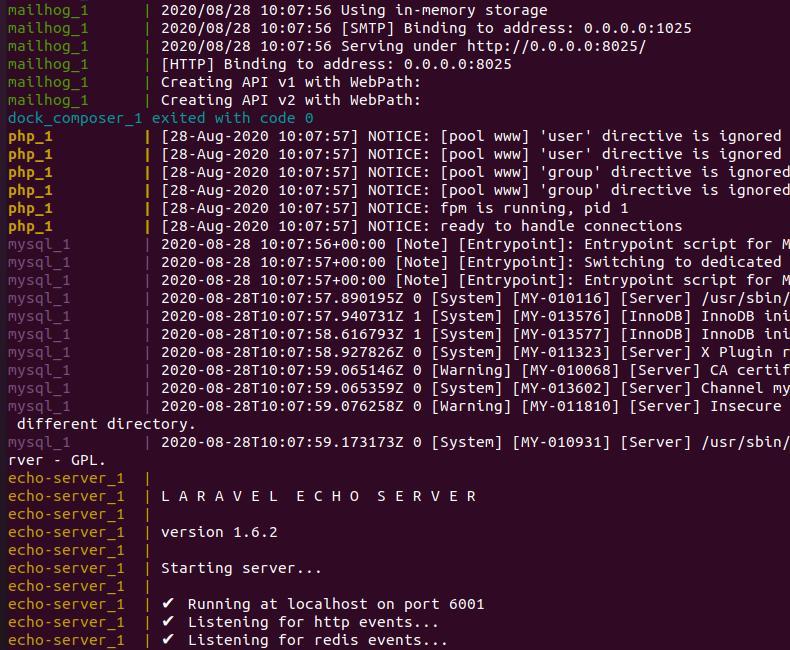 mailhog_1 | 2020/08/28 10:07:56 Using in-memory storage
mailhog_1 | 2020/08/28 10:07:56 [SMTP] Binding to address: 0.0.0.0:1025
mailhog_1 | 2020/08/28 10:07:56 Serving under http://0.0.0.0:8025/
mailhog_1 | [HTTP] Binding to address: 0.0.0.0:8025
mailhog_1 | Creating API v1 with WebPath:
mailhog_1 | Creating API v2 with WebPath:
dock_composer_1 exited with code 0
php_1 | [28-Aug-2020 10:07:57] NOTICE: [pool www] 'user' directive is ignored
php_1 | [28-Aug-2020 10:07:57] NOTICE: [pool www] 'user' directive is ignored
php_1 | [28-Aug-2020 10:07:57] NOTICE: [pool www] 'group' directive is ignored
php_1 | [28-Aug-2020 10:07:57] NOTICE: [pool www] 'group' directive is ignored
php_1 | [28-Aug-2020 10:07:57] NOTICE: fpm is running, pid 1
php_1 | [28-Aug-2020 10:07:57] NOTICE: ready to handle connections
mysql_1 | 2020-08-28 10:07:56+00:00 [Note] [Entrypoint]: Entrypoint script for M
mysql_1 | 2020-08-28 10:07:57+00:00 [Note] [Entrypoint]: Switching to dedicated
mysql_1 | 2020-08-28 10:07:57+00:00 [Note] [Entrypoint]: Entrypoint script for M
mysql_1 | 2020-08-28T10:07:57.890195Z 0 [System] [MY-010116] [Server] /usr/sbin/
mysql_1 | 2020-08-28T10:07:57.940731Z 1 [System] [MY-013576] [InnoDB] InnoDB ini
mysql_1 | 2020-08-28T10:07:58.616793Z 1 [System] [MY-013577] [InnoDB] InnoDB ini
mysql_1 | 2020-08-28T10:07:58.927826Z 0 [System] [MY-011323] [Server] X Plugin r
mysql_1 | 2020-08-28T10:07:59.065146Z 0 [Warning] [MY-010068] [Server] CA certif
mysql_1 | 2020-08-28T10:07:59.065359Z 0 [System] [MY-013602] [Server] Channel my
mysql_1 | 2020-08-28T10:07:59.076258Z 0 [Warning] [MY-011810] [Server] Insecure
different directory.
mysql_1 | 2020-08-28T10:07:59.173173Z 0 [System] [MY-010931] [Server] /usr/sbin/
rver - GPL.
echo-server_1 |
echo-server_1 | L A R A V E L  E C H O  S E R V E R
echo-server_1 |
echo-server_1 | version 1.6.2
echo-server_1 |
echo-server_1 | Starting server...
echo-server_1 |
echo-server_1 | ✔ Running at localhost on port 6001
echo-server_1 | ✔ Listening for http events...
echo-server_1 | ✔ Listening for redis events...